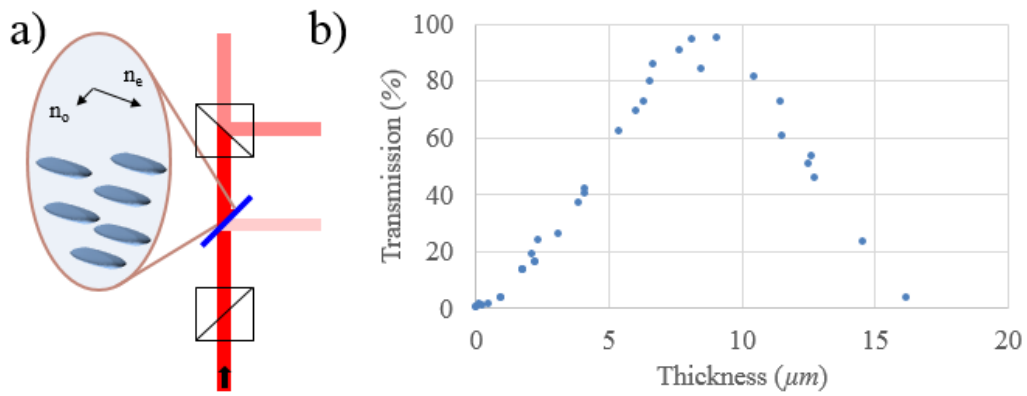 a)
n_e
n_o
b)
Transmission (%)
100
80
60
40
20
0
0 5 10 15 20
Thickness (μm)